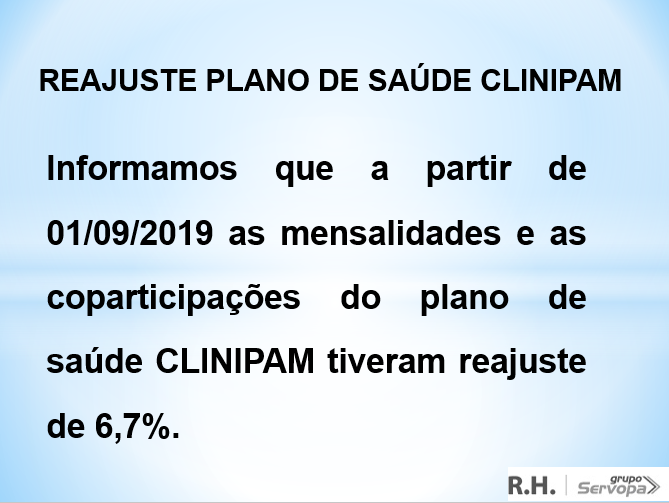 REAJUSTE PLANO DE SAÚDE CLINIPAM
Informamos que a partir de
01/09/2019 as mensalidades e as
coparticipações do plano de
saúde CLINIPAM tiveram reajuste
de 6,7%.
R.H. | grupo
Servopa